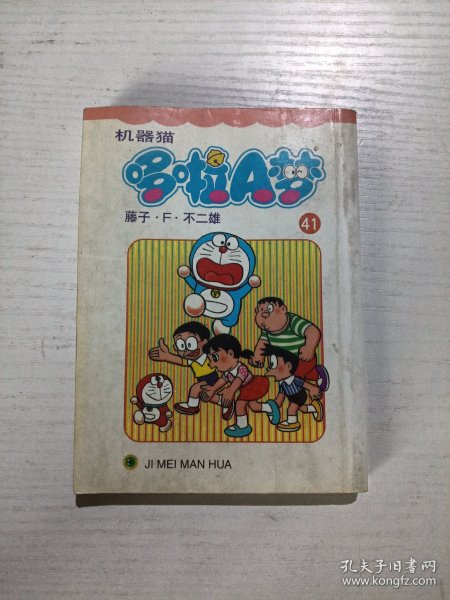 机器猫
哆啦A梦
藤子·F·不二雄
41
JI MEI MAN HUA
孔夫子旧书网
www.kongfz.com